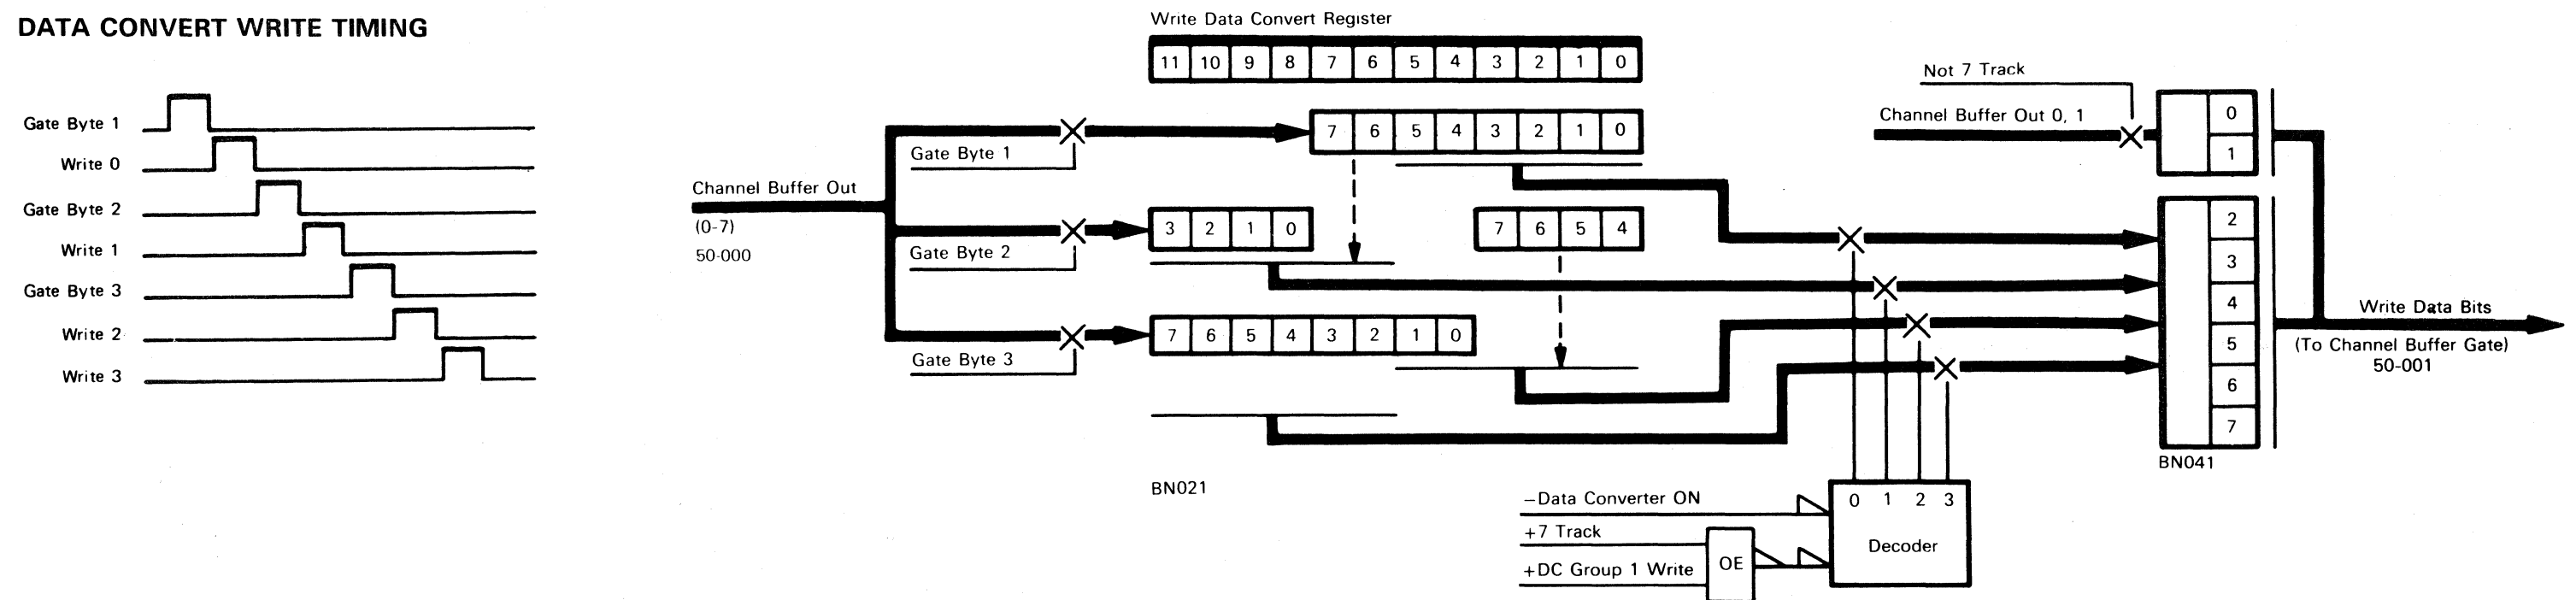 DATA CONVERT WRITE TIMING
Gate Byte 1
Write 0
Gate Byte 2
Write 1
Gate Byte 3
Write 2
Write 3
Write Data Convert Register
11 10 9 8 7 6 5 4 3 2 1 0
Channel Buffer Out
(0-7)
50-000
Gate Byte 1
7 6 5 4 3 2 1 0
Gate Byte 2
3 2 1 0
7 6 5 4
Gate Byte 3
7 6 5 4 3 2 1 0
BN021
Not 7 Track
Channel Buffer Out 0, 1
0
1
2
3
4
5
6
7
BN041
Write Data Bits
(To Channel Buffer Gate)
50-001
−Data Converter ON
+7 Track
+DC Group 1 Write
OE
0 1 2 3
Decoder